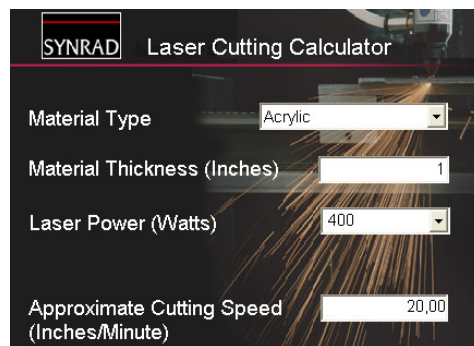 SYNRAD Laser Cutting Calculator
Material Type Acrylic
Material Thickness (Inches) 1
Laser Power (Watts) 400
Approximate Cutting Speed 20,00
(Inches/Minute)